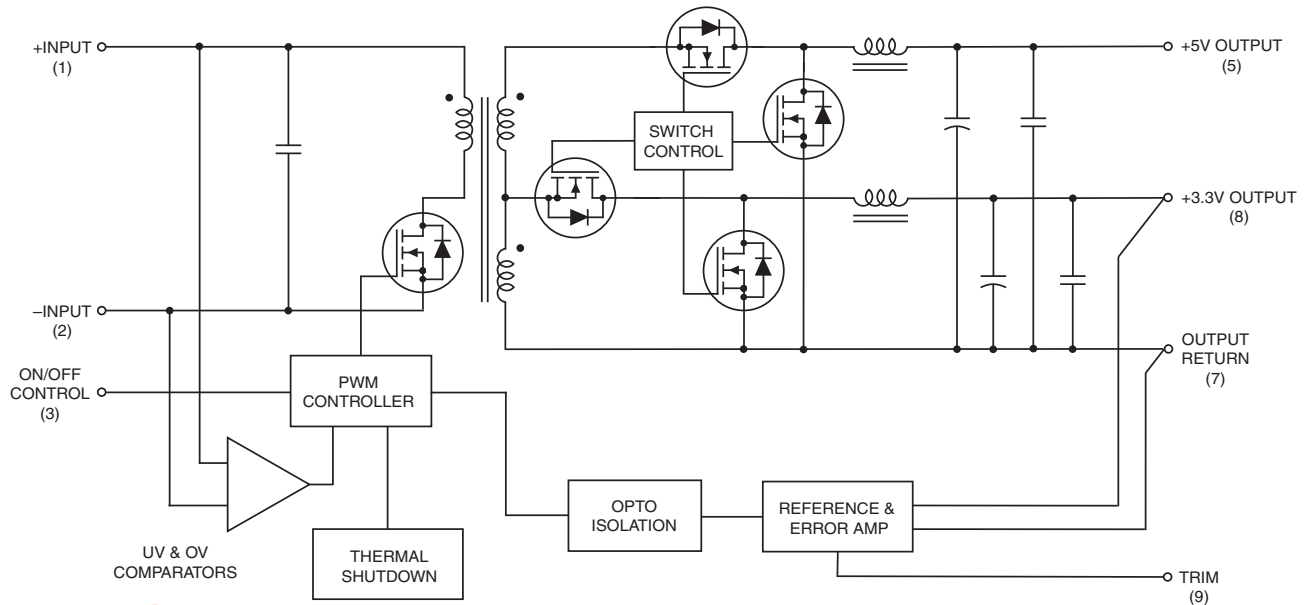 +INPUT
(1)
–INPUT
(2)
ON/OFF
CONTROL
(3)
SWITCH
CONTROL
+5V OUTPUT
(5)
+3.3V OUTPUT
(8)
OUTPUT
RETURN
(7)
PWM
CONTROLLER
UV & OV
COMPARATORS
THERMAL
SHUTDOWN
OPTO
ISOLATION
REFERENCE &
ERROR AMP
TRIM
(9)